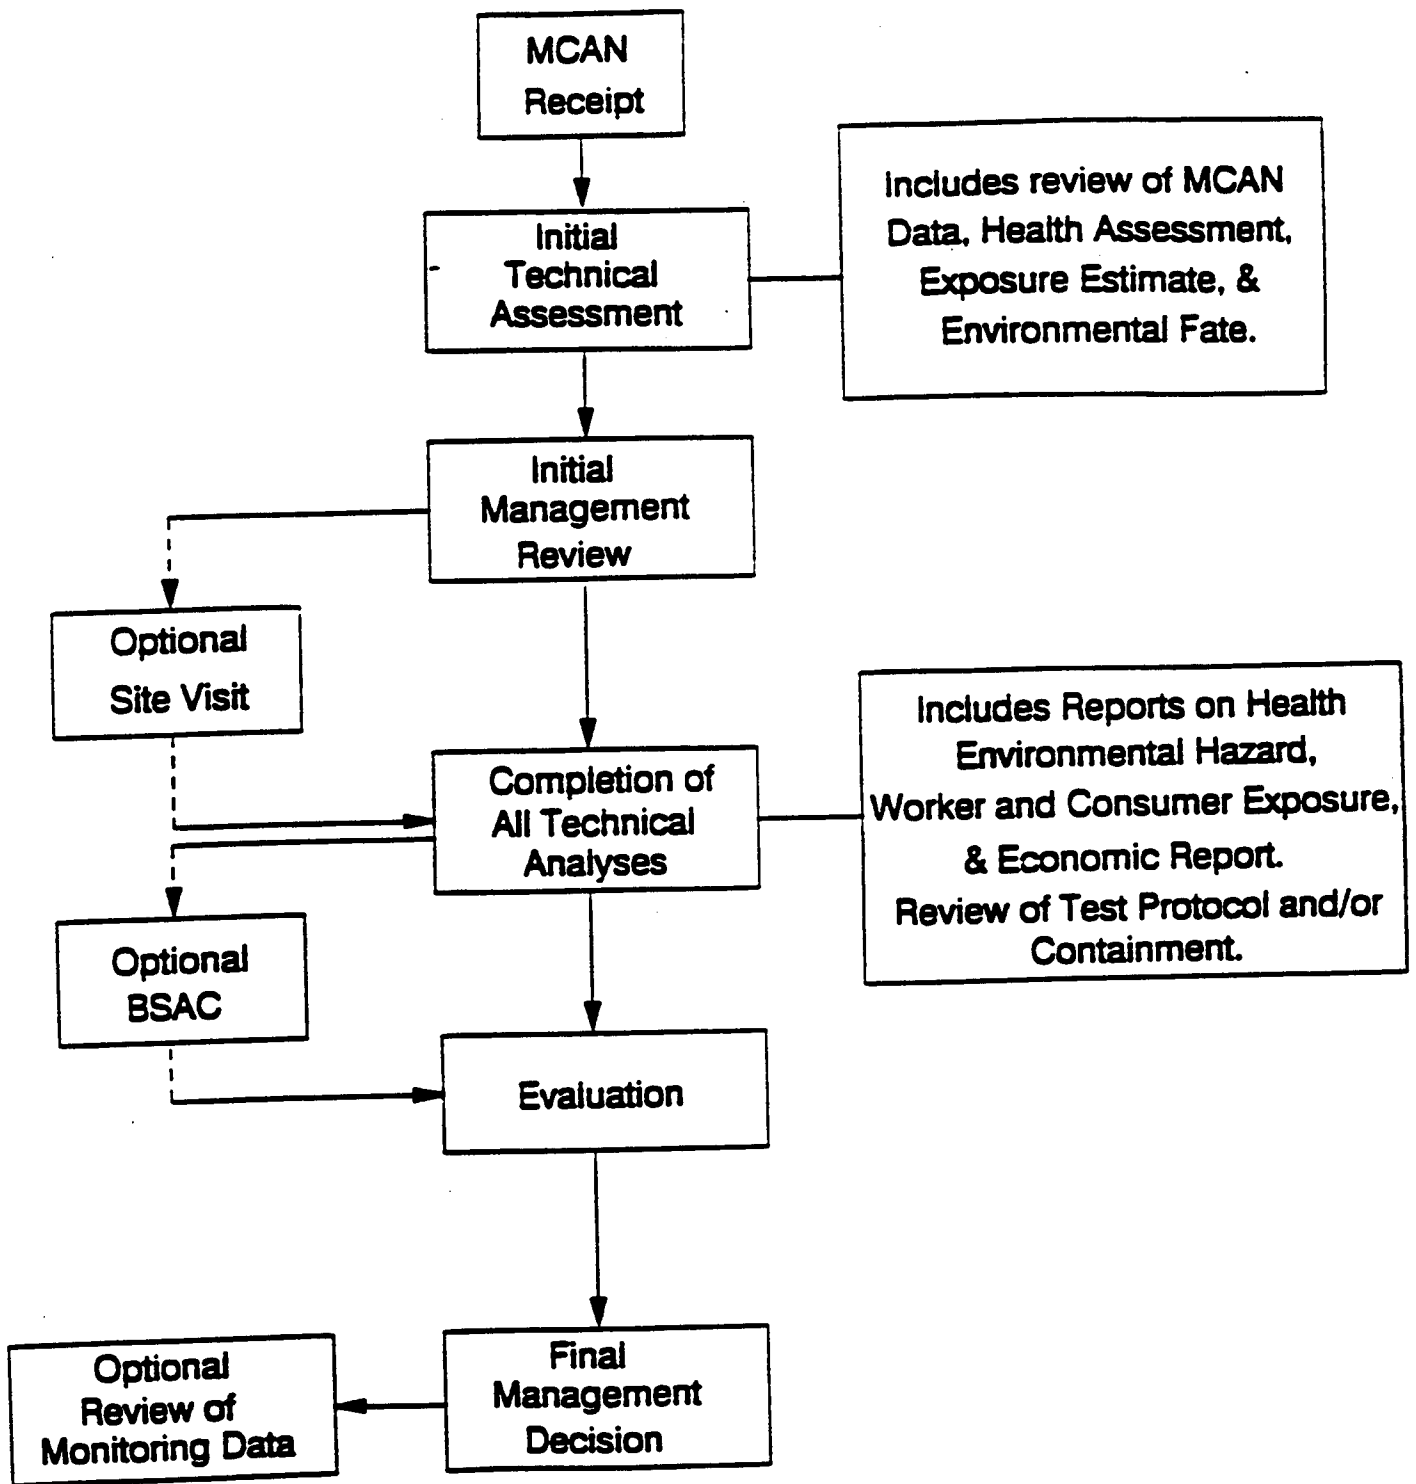 MCAN
Receipt
Initial
Technical
Assessment
Includes review of MCAN
Data, Health Assessment,
Exposure Estimate, &
Environmental Fate.
Initial
Management
Review
Optional
Site Visit
Completion of
All Technical
Analyses
Includes Reports on Health
Environmental Hazard,
Worker and Consumer Exposure,
& Economic Report.
Review of Test Protocol and/or
Containment.
Optional
BSAC
Evaluation
Final
Management
Decision
Optional
Review of
Monitoring Data